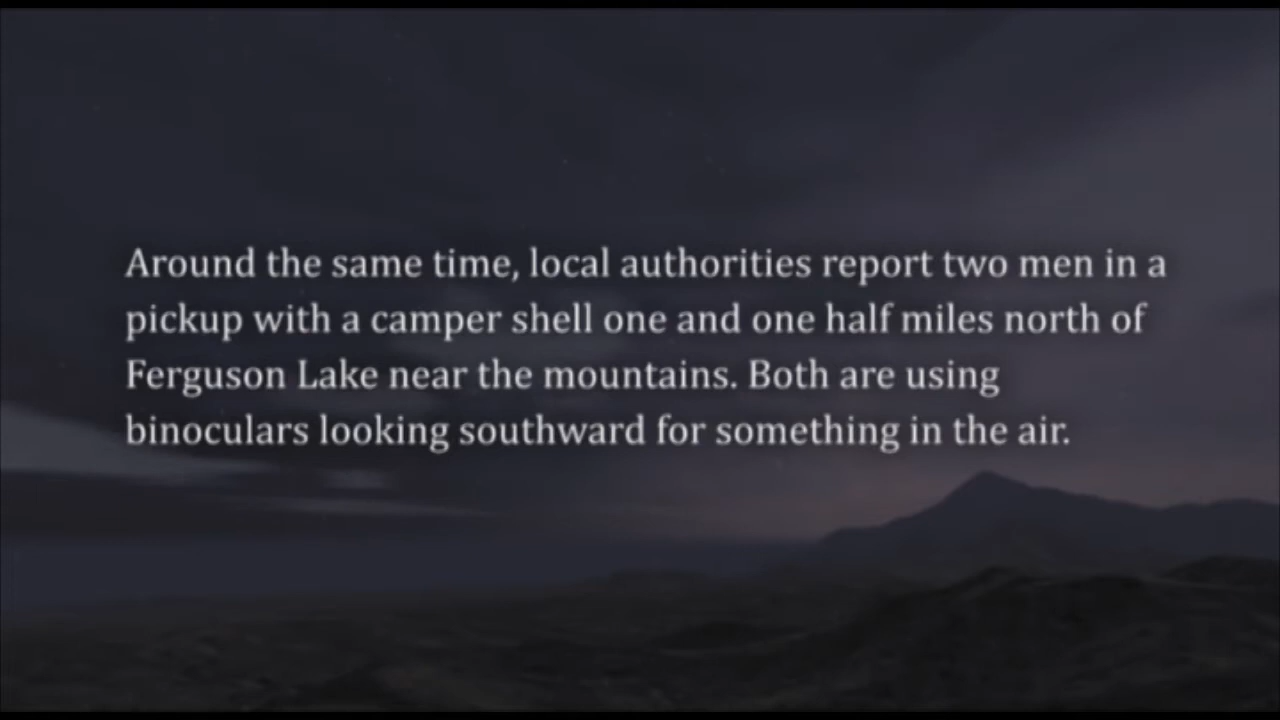 Around the same time, local authorities report two men in a
pickup with a camper shell one and one half miles north of
Ferguson Lake near the mountains. Both are using
binoculars looking southward for something in the air.